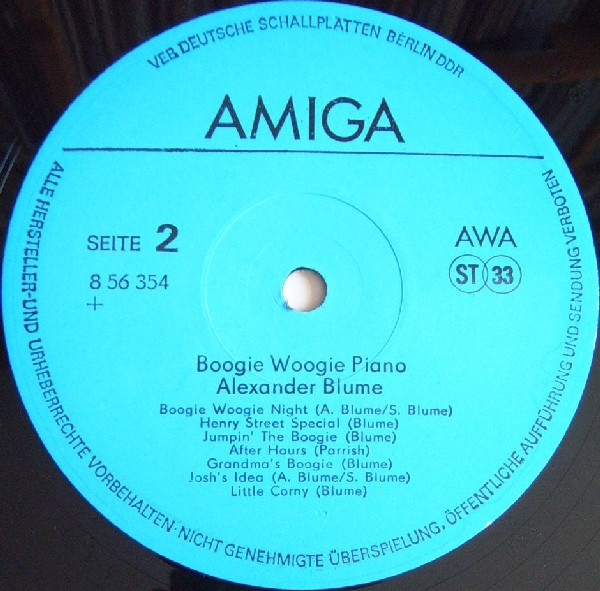 VEB DEUTSCHE SCHALLPLATTEN BERLIN DDR
AMIGA
SEITE 2
AWA
8 56 354
ST 33
+
Boogie Woogie Piano
Alexander Blume
Boogie Woogie Night (A. Blume/S. Blume)
Henry Street Special (Blume)
Jumpin' The Boogie (Blume)
After Hours (Parrish)
Grandma's Boogie (Blume)
Josh's Idea (A. Blume/S. Blume)
Little Corny (Blume)
ALLE HERSTELLER-UND URHEBERRECHTE VORBEHALTEN·NICHT GENEHMIGTE ÜBERSPIELUNG, ÖFFENTLICHE AUFFÜHRUNG UND SENDUNG VERBOTEN